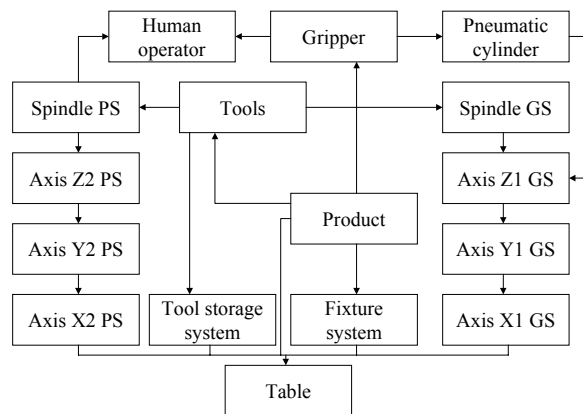 Human
operator
Gripper
Pneumatic
cylinder
Spindle PS
Tools
Spindle GS
Axis Z2 PS
Axis Z1 GS
Product
Axis Y2 PS
Axis Y1 GS
Axis X2 PS
Tool storage
system
Fixture
system
Axis X1 GS
Table